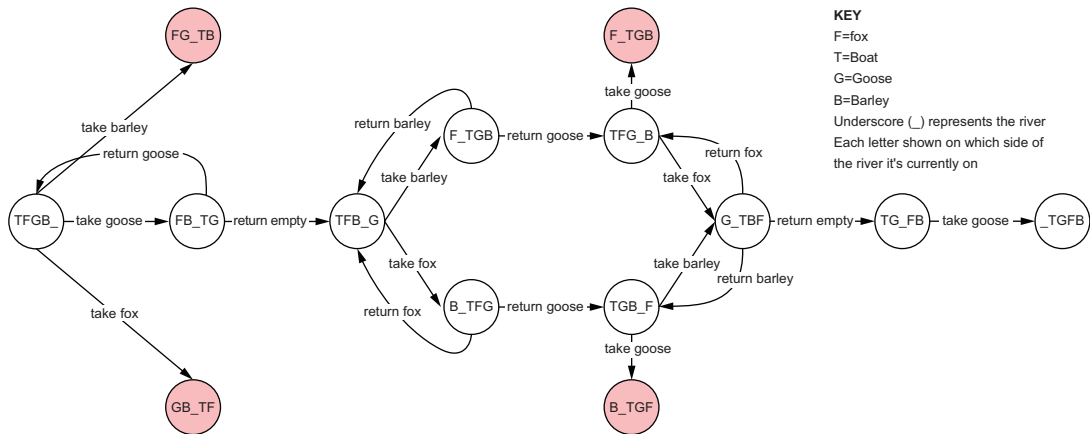 FG_TB
F_TGB
KEY
F=fox
T=Boat
G=Goose
B=Barley
Underscore (_) represents the river
Each letter shown on which side of
the river it's currently on
take barley
return goose
TFGB_
take goose
FB_TG
return empty
take fox
GB_TF
return barley
F_TGB
return goose
take barley
TFB_G
take fox
return fox
B_TFG
return goose
take goose
TFG_B
return fox
take fox
G_TBF
return empty
TG_FB
take goose
_TGFB
take barley
return barley
TGB_F
take goose
B_TGF